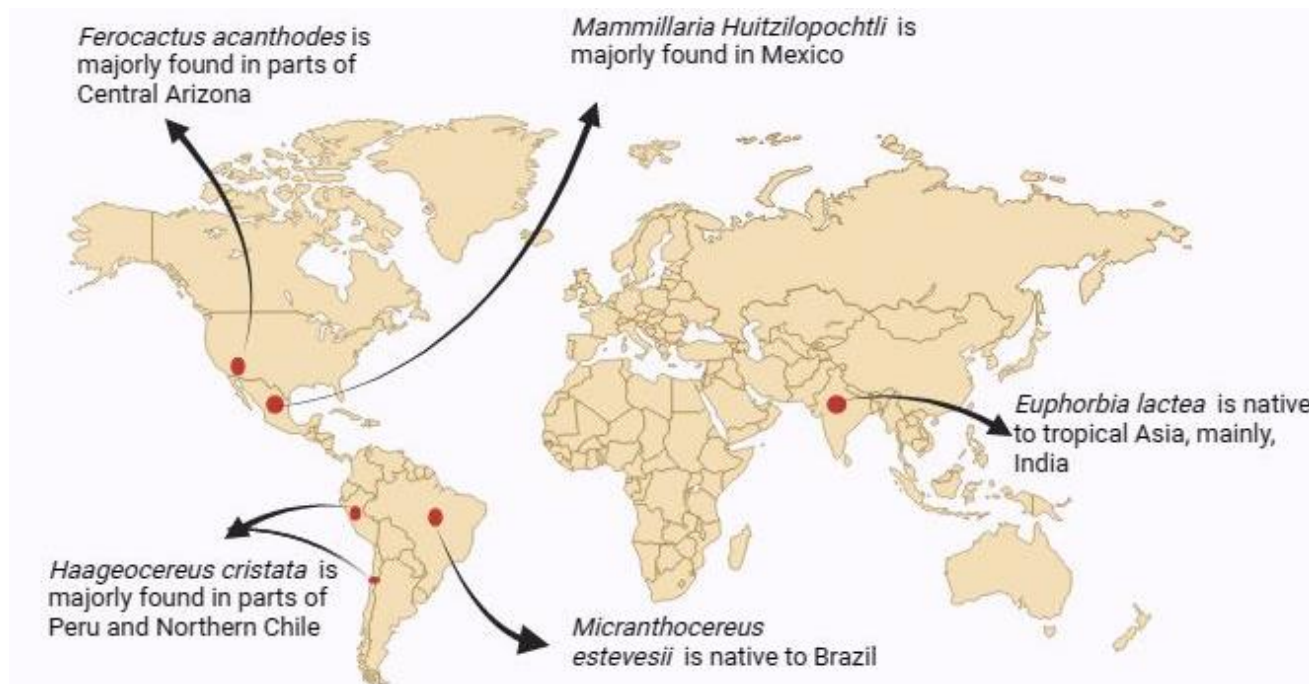 Ferocactus acanthodes is
majorly found in parts of
Central Arizona
Mammillaria Huitzilopochtli is
majorly found in Mexico
Euphorbia lactea is native
to tropical Asia, mainly,
India
Haageocereus cristata is
majorly found in parts of
Peru and Northern Chile
Micranthocereus
estevesii is native to Brazil